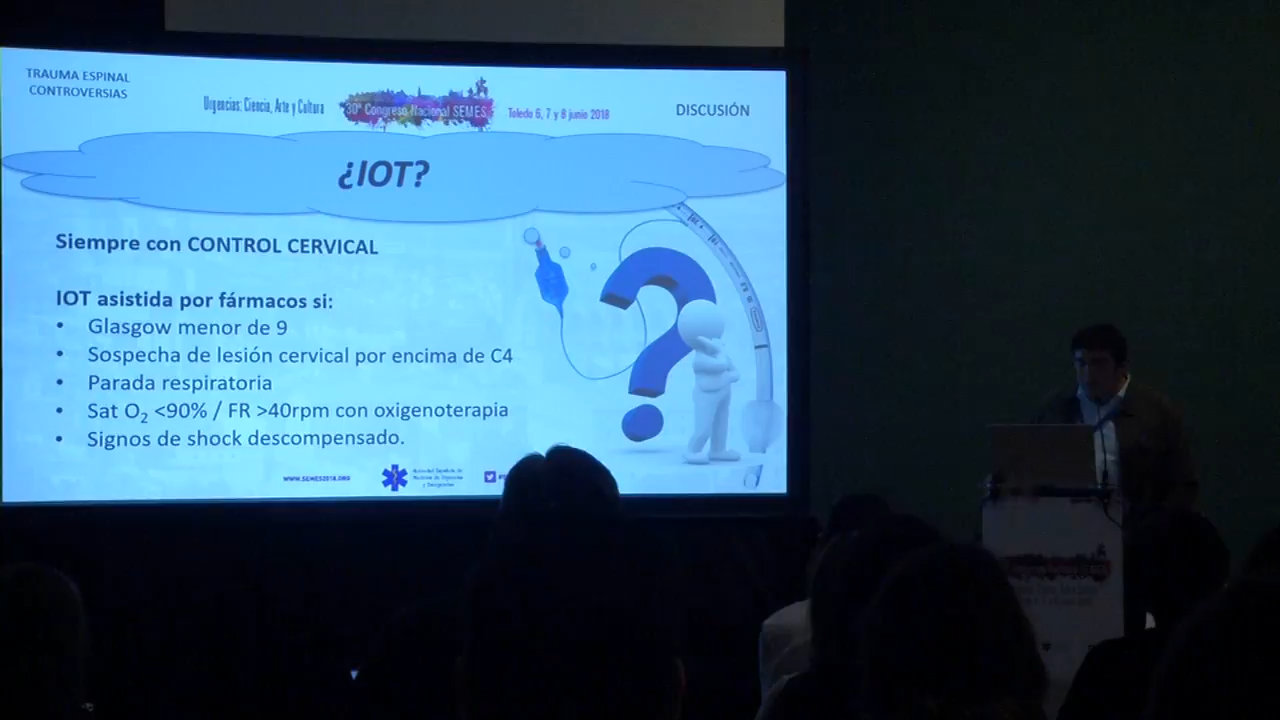 TRAUMA ESPINAL
CONTROVERSIAS
Urgencias: Ciencia, Arte y Cultura
30º Congreso Nacional SEMES
Toledo 6, 7 y 8 junio 2018
DISCUSIÓN
¿IOT?
Siempre con CONTROL CERVICAL
IOT asistida por fármacos si:
• Glasgow menor de 9
• Sospecha de lesión cervical por encima de C4
• Parada respiratoria
• Sat O₂ <90% / FR >40rpm con oxigenoterapia
• Signos de shock descompensado.
WWW.SEMES2018.ORG